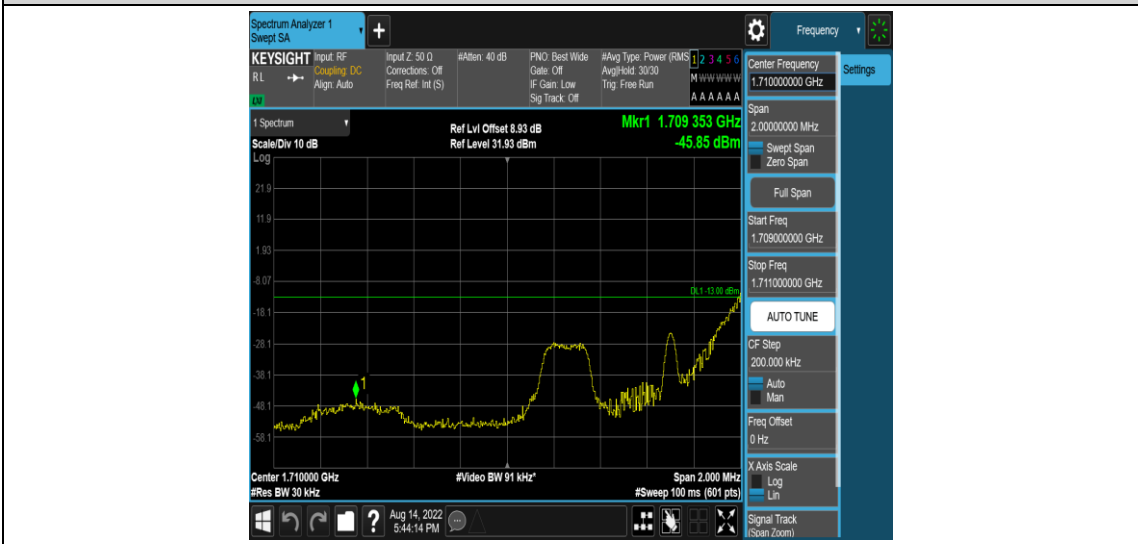 Spectrum Analyzer 1
Swept SA
+
Frequency
KEYSIGHT
RL
LXI
Input: RF
Coupling: DC
Align: Auto
Input Z: 50 Ω
Corrections: Off
Freq Ref: Int (S)
#Atten: 40 dB
PNO: Best Wide
Gate: Off
IF Gain: Low
Sig Track: Off
#Avg Type: Power (RMS
Avg|Hold: 30/30
Trig: Free Run
1 2 3 4 5 6
M W W W W W
A A A A A A
1 Spectrum
Scale/Div 10 dB
Log
Ref Lvl Offset 8.93 dB
Ref Level 31.93 dBm
Mkr1 1.709 353 GHz
-45.85 dBm
21.9
11.9
1.93
-8.07
-18.1
-28.1
-38.1
-48.1
-58.1
DL1 -13.00 dBm
1
Center 1.710000 GHz
#Res BW 30 kHz
#Video BW 91 kHz*
Span 2.000 MHz
#Sweep 100 ms (601 pts)
?
Aug 14, 2022
5:44:14 PM
Center Frequency
1.710000000 GHz
Settings
Span
2.00000000 MHz
Swept Span
Zero Span
Full Span
Start Freq
1.709000000 GHz
Stop Freq
1.711000000 GHz
AUTO TUNE
CF Step
200.000 kHz
Auto
Man
Freq Offset
0 Hz
X Axis Scale
Log
Lin
Signal Track
(Span Zoom)